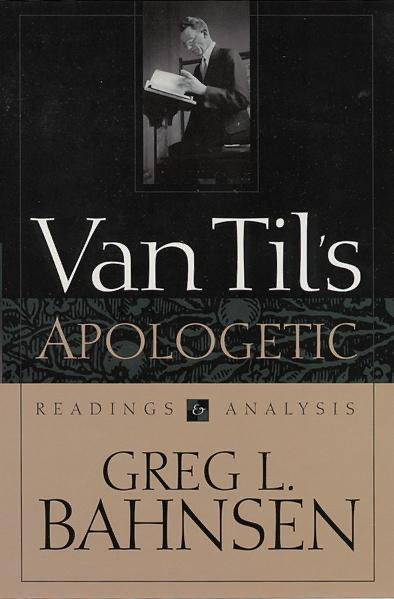 Van Til's
APOLOGETIC
READINGS & ANALYSIS
GREG L.
BAHNSEN